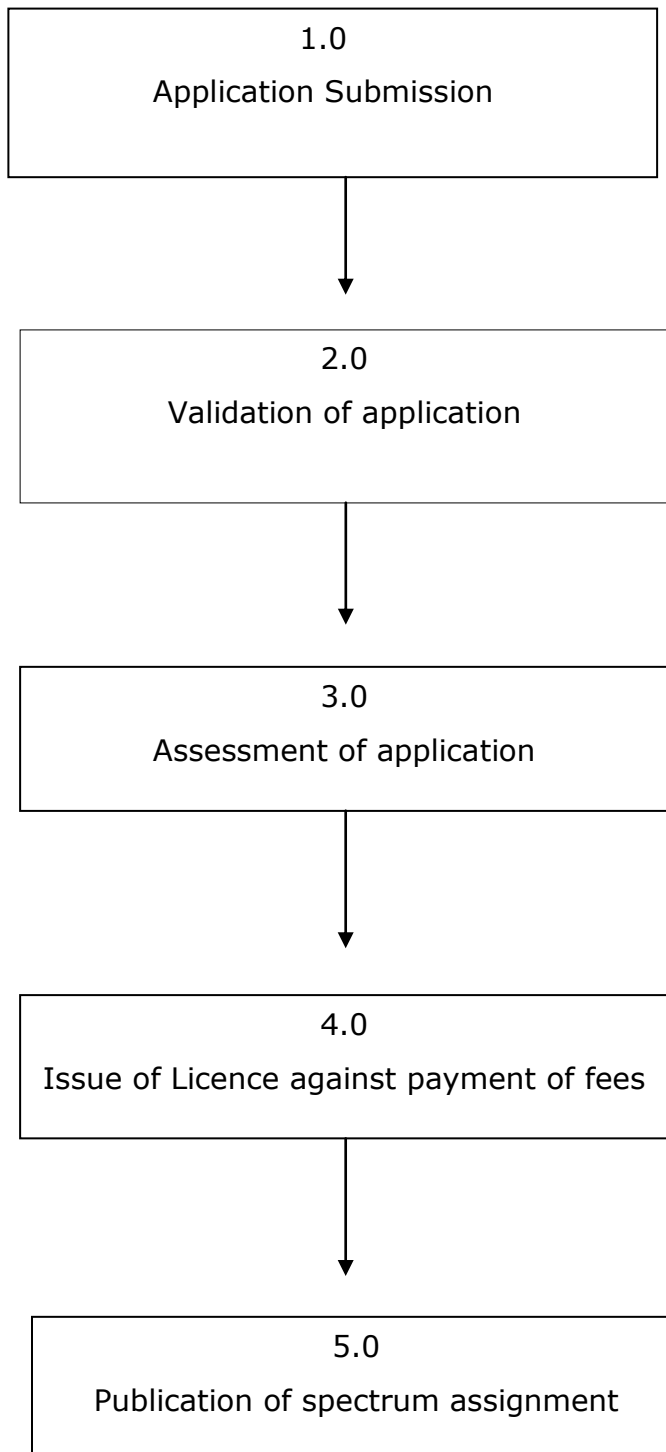 1.0
Application Submission
2.0
Validation of application
3.0
Assessment of application
4.0
Issue of Licence against payment of fees
5.0
Publication of spectrum assignment